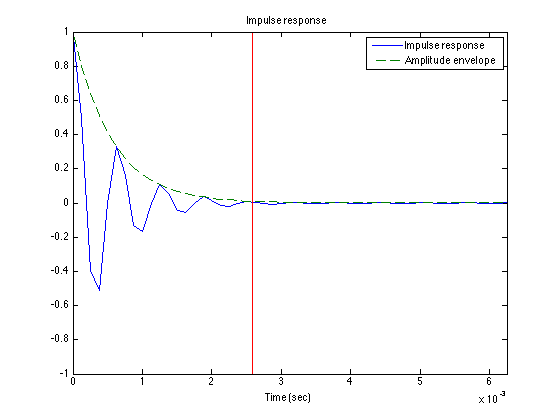 Impulse response
Impulse response
Amplitude envelope
1
0.8
0.6
0.4
0.2
0
-0.2
-0.4
-0.6
-0.8
-1
0 1 2 3 4 5 6
Time (sec)
x 10^-3